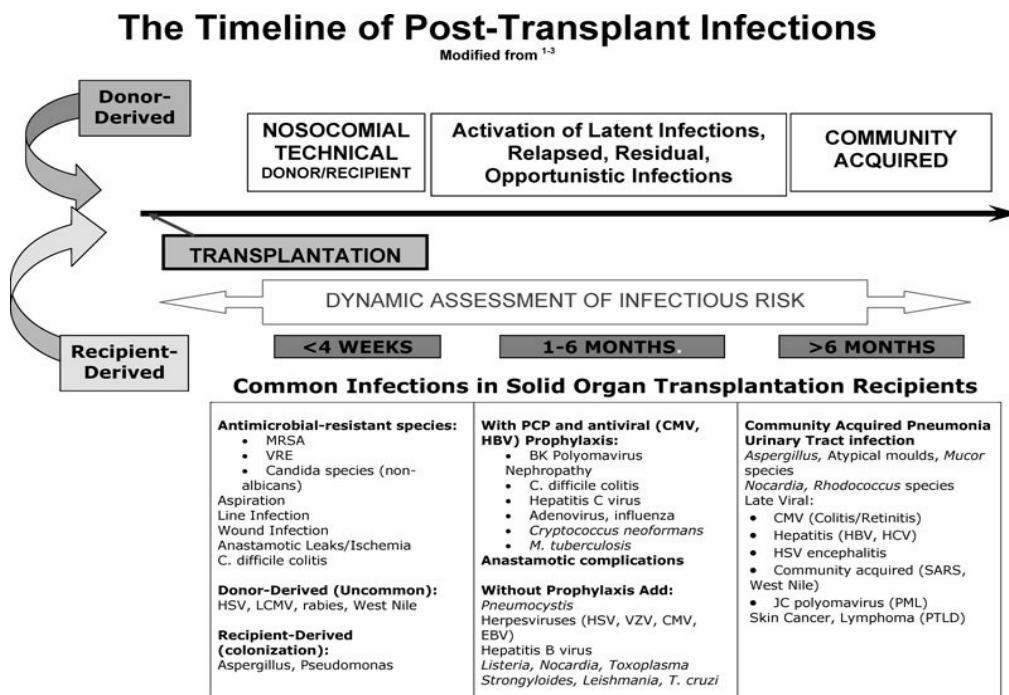 The Timeline of Post-Transplant Infections
Modified from 1-3
Donor-
Derived
NOSOCOMIAL
TECHNICAL
DONOR/RECIPIENT
Activation of Latent Infections,
Relapsed, Residual,
Opportunistic Infections
COMMUNITY
ACQUIRED
TRANSPLANTATION
DYNAMIC ASSESSMENT OF INFECTIOUS RISK
Recipient-
Derived
<4 WEEKS
1-6 MONTHS.
>6 MONTHS
Common Infections in Solid Organ Transplantation Recipients
Antimicrobial-resistant species:
• MRSA
• VRE
• Candida species (non-
albicans)
Aspiration
Line Infection
Wound Infection
Anastamotic Leaks/Ischemia
C. difficile colitis
Donor-Derived (Uncommon):
HSV, LCMV, rabies, West Nile
Recipient-Derived
(colonization):
Aspergillus, Pseudomonas
With PCP and antiviral (CMV,
HBV) Prophylaxis:
• BK Polyomavirus
Nephropathy
• C. difficile colitis
• Hepatitis C virus
• Adenovirus, influenza
• Cryptococcus neoformans
• M. tuberculosis
Anastamotic complications
Without Prophylaxis Add:
Pneumocystis
Herpesviruses (HSV, VZV, CMV,
EBV)
Hepatitis B virus
Listeria, Nocardia, Toxoplasma
Strongyloides, Leishmania, T. cruzi
Community Acquired Pneumonia
Urinary Tract infection
Aspergillus, Atypical moulds, Mucor
species
Nocardia, Rhodococcus species
Late Viral:
• CMV (Colitis/Retinitis)
• Hepatitis (HBV, HCV)
• HSV encephalitis
• Community acquired (SARS,
West Nile)
• JC polyomavirus (PML)
Skin Cancer, Lymphoma (PTLD)